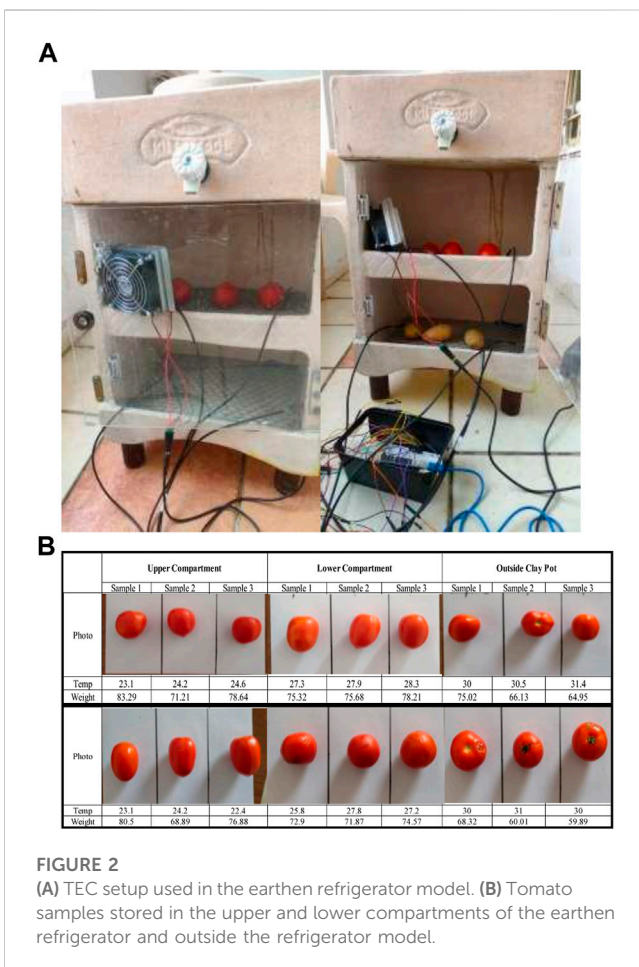 A
MITTICOOL
B
Upper Compartment Lower Compartment Outside Clay Pot
Sample 1 Sample 2 Sample 3 Sample 1 Sample 2 Sample 3 Sample 1 Sample 2 Sample 3
Photo
Temp 23.1 24.2 24.6 27.3 27.9 28.3 30 30.5 31.4
Weight 83.29 71.21 78.64 75.32 75.68 78.21 75.02 66.13 64.95
Photo
Temp 23.1 24.2 22.4 25.8 27.8 27.2 30 31 30
Weight 80.5 68.89 76.88 72.9 71.87 74.57 68.32 60.01 59.89
FIGURE 2
(A) TEC setup used in the earthen refrigerator model. (B) Tomato
samples stored in the upper and lower compartments of the earthen
refrigerator and outside the refrigerator model.